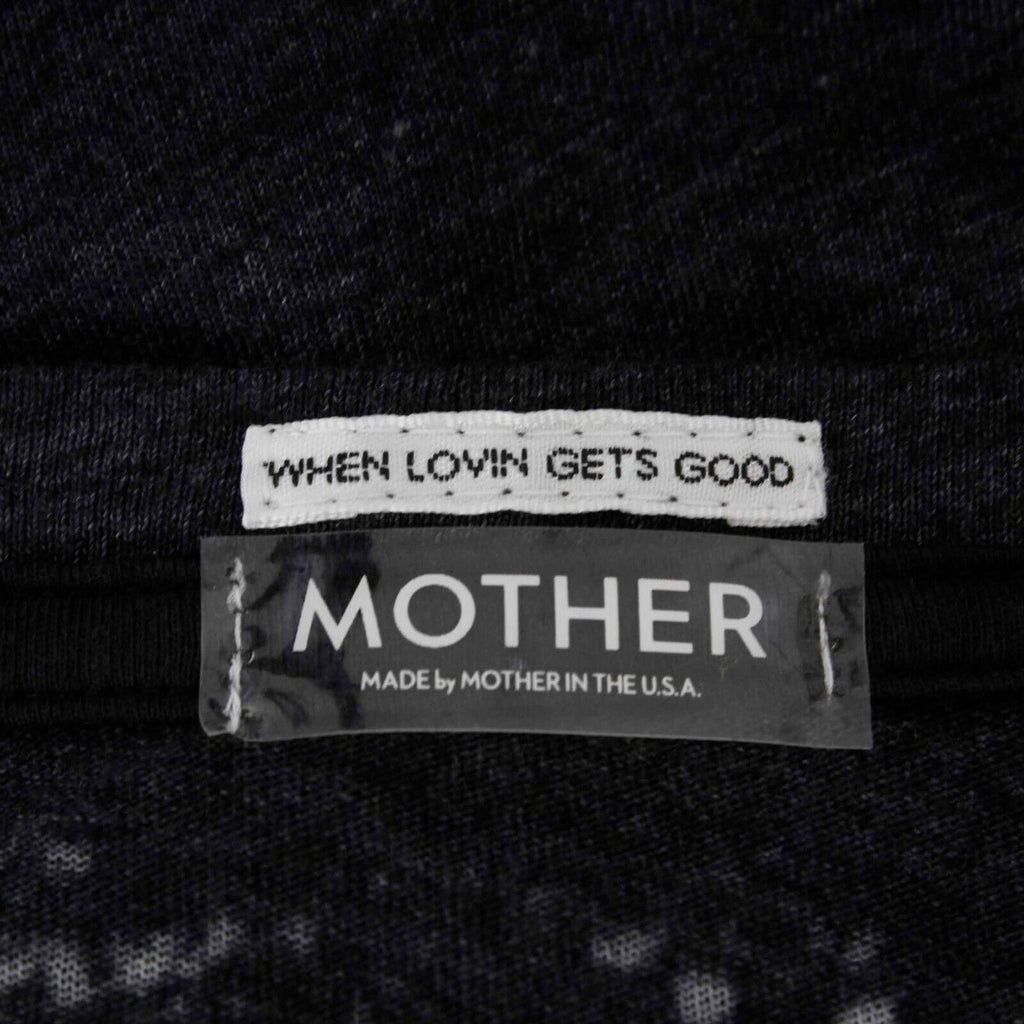 WHEN LOVIN GETS GOOD
MOTHER
MADE by MOTHER IN THE U.S.A.